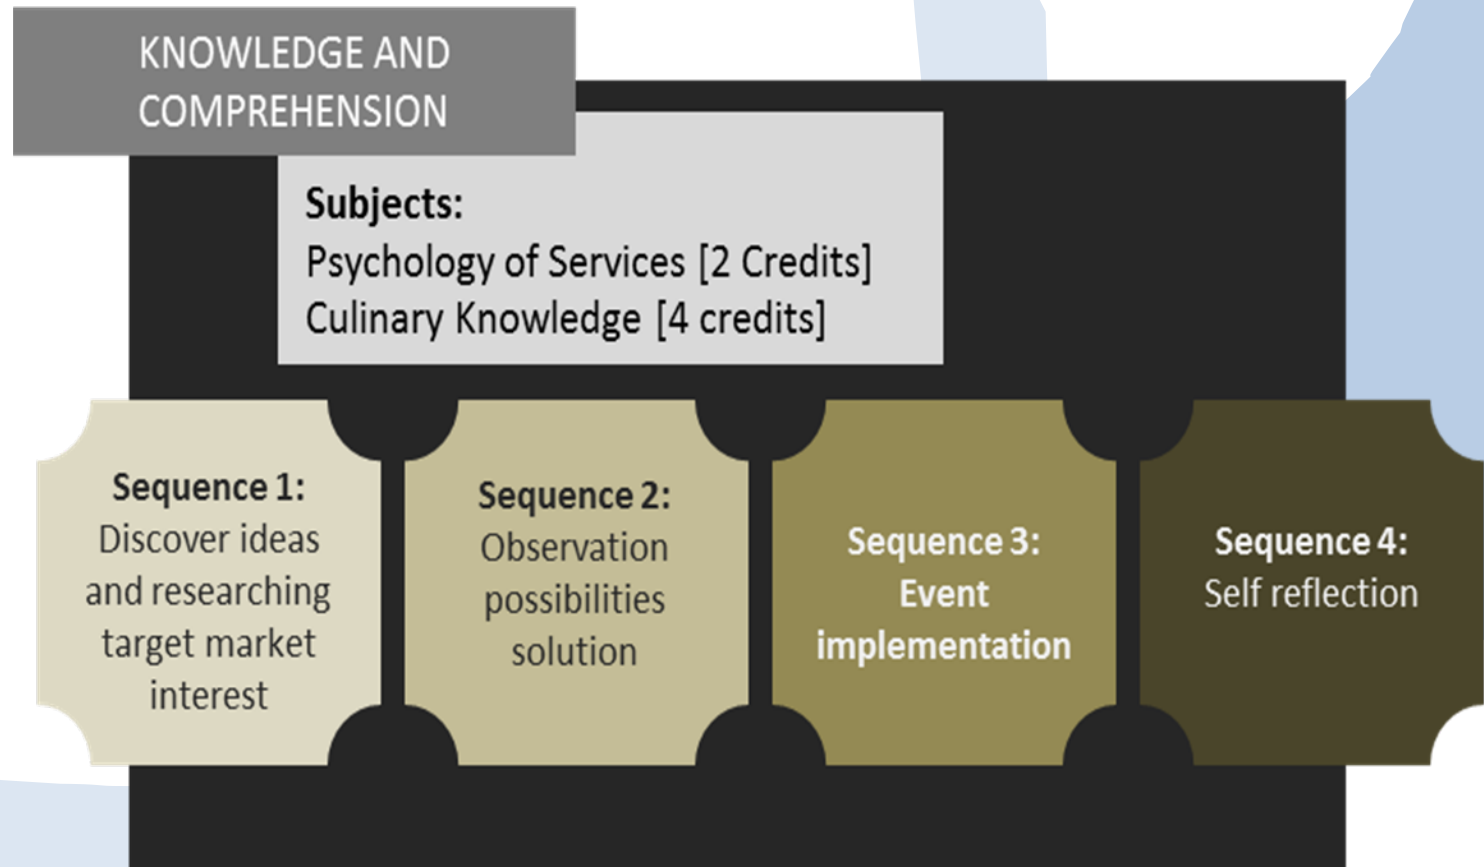 KNOWLEDGE AND
COMPREHENSION
Subjects:
Psychology of Services [2 Credits]
Culinary Knowledge [4 credits]
Sequence 1:
Discover ideas
and researching
target market
interest
Sequence 2:
Observation
possibilities
solution
Sequence 3:
Event
implementation
Sequence 4:
Self reflection